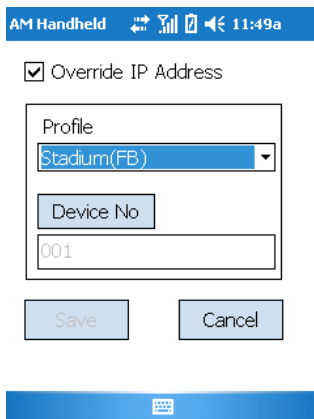 AM Handheld 11:49a
Override IP Address
Profile
Stadium(FB)
Device No
001
Save Cancel